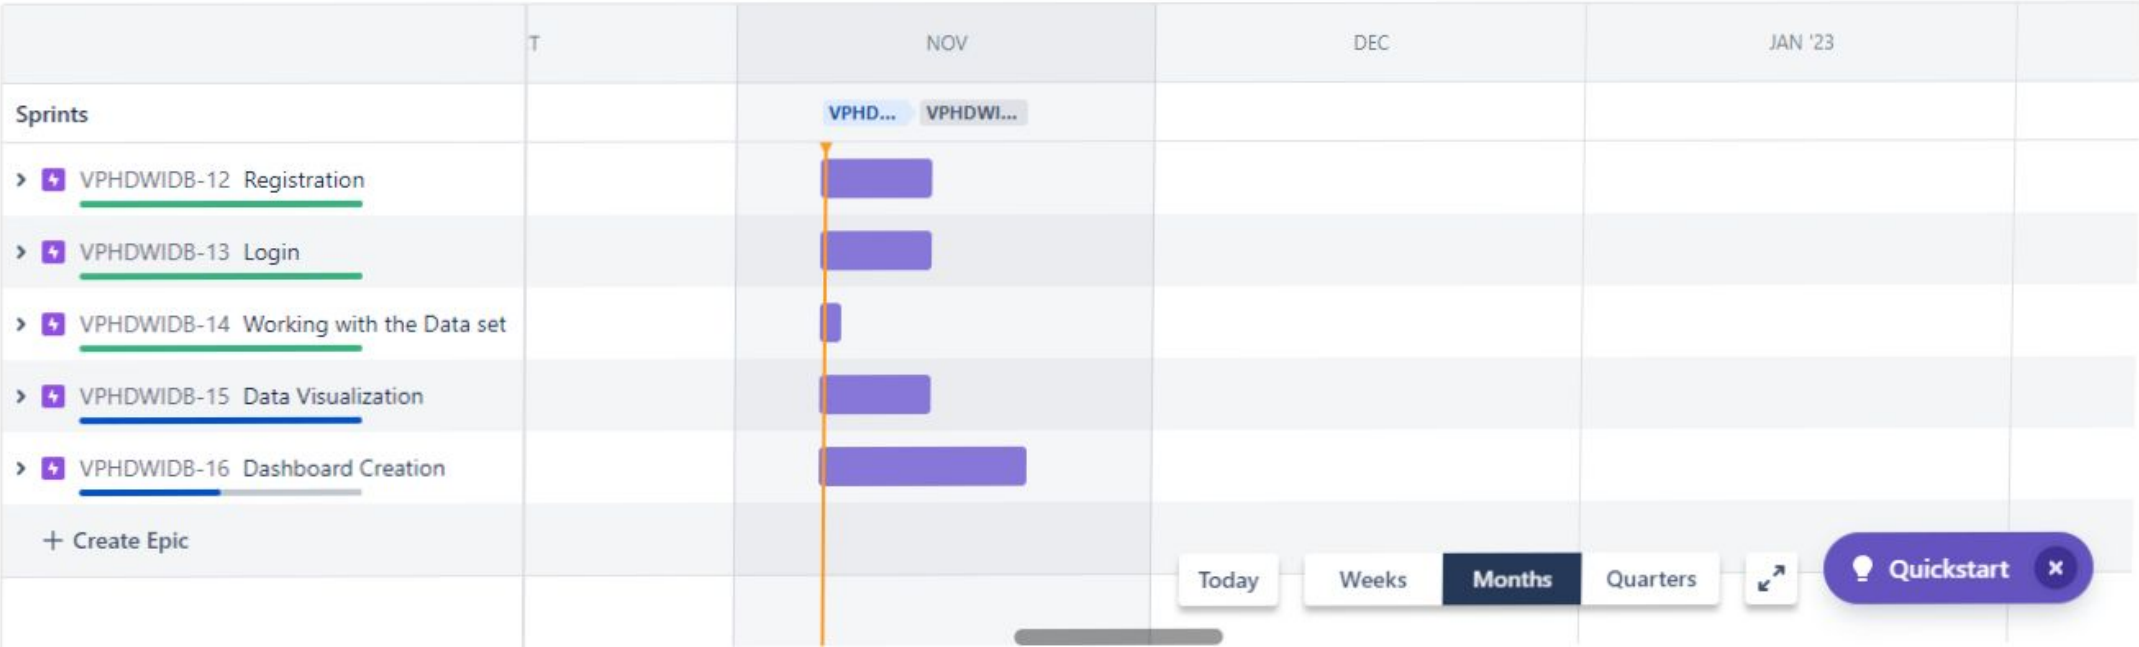 T NOV DEC JAN '23
Sprints VPHD... VPHDWI...
VPHDWIDB-12 Registration
VPHDWIDB-13 Login
VPHDWIDB-14 Working with the Data set
VPHDWIDB-15 Data Visualization
VPHDWIDB-16 Dashboard Creation
+ Create Epic
Today Weeks Months Quarters Quickstart